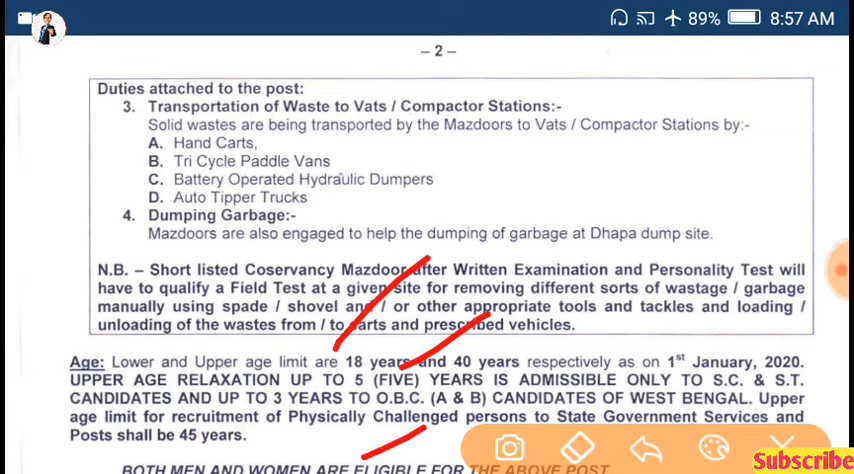 89% 8:57 AM
– 2 –
Duties attached to the post:
3. Transportation of Waste to Vats / Compactor Stations:-
Solid wastes are being transported by the Mazdoors to Vats / Compactor Stations by:-
A. Hand Carts,
B. Tri Cycle Paddle Vans
C. Battery Operated Hydraulic Dumpers
D. Auto Tipper Trucks
4. Dumping Garbage:-
Mazdoors are also engaged to help the dumping of garbage at Dhapa dump site.
N.B. – Short listed Coservancy Mazdoor after Written Examination and Personality Test will
have to qualify a Field Test at a given site for removing different sorts of wastage / garbage
manually using spade / shovel and / or other appropriate tools and tackles and loading /
unloading of the wastes from / to carts and prescribed vehicles.
Age: Lower and Upper age limit are 18 years and 40 years respectively as on 1st January, 2020.
UPPER AGE RELAXATION UP TO 5 (FIVE) YEARS IS ADMISSIBLE ONLY TO S.C. & S.T.
CANDIDATES AND UP TO 3 YEARS TO O.B.C. (A & B) CANDIDATES OF WEST BENGAL. Upper
age limit for recruitment of Physically Challenged persons to State Government Services and
Posts shall be 45 years.
BOTH MEN AND WOMEN ARE ELIGIBLE FOR THE ABOVE POST
Subscribe